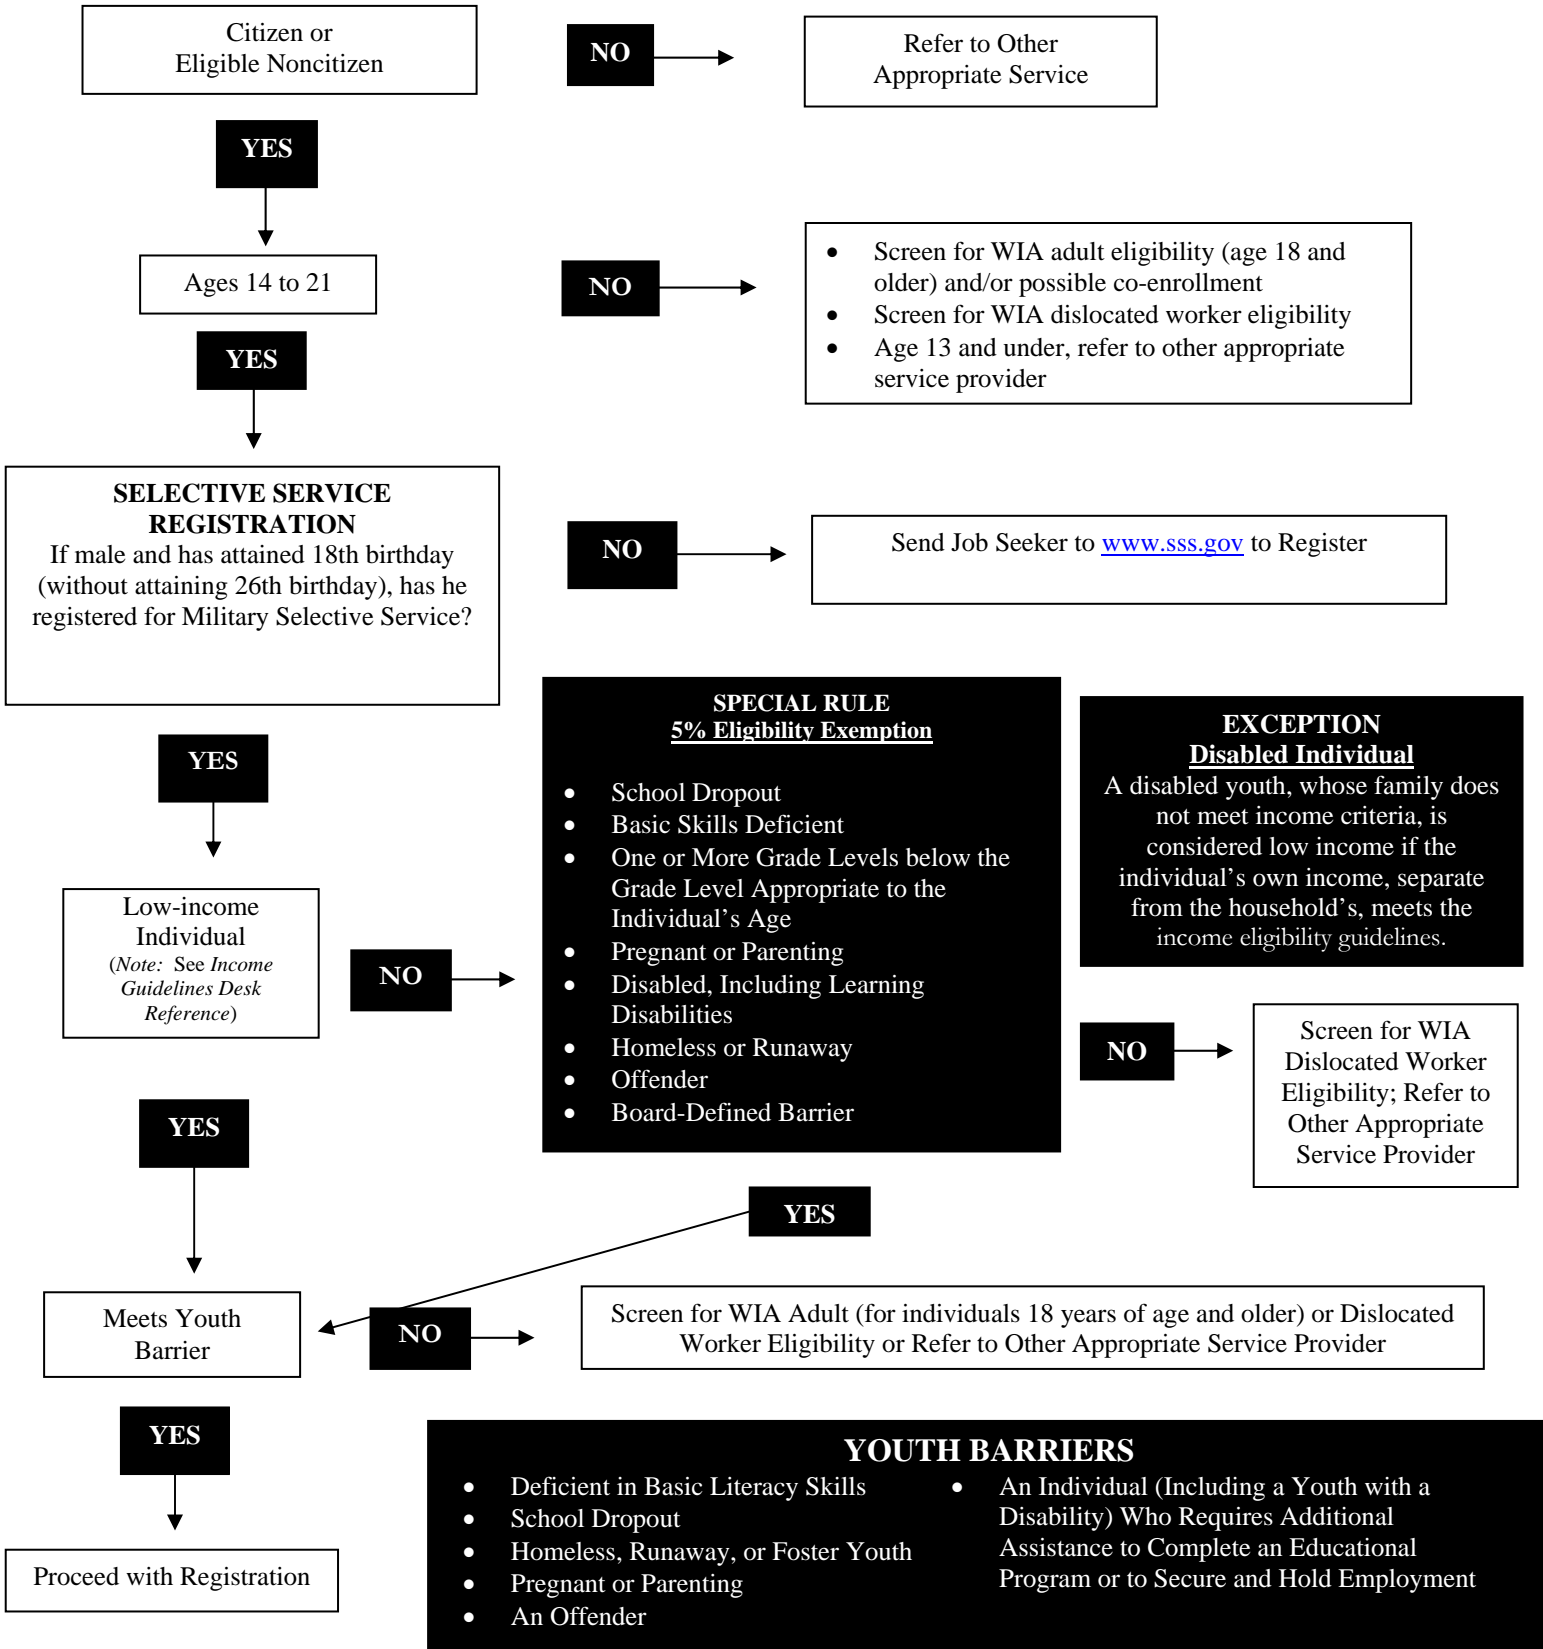 Citizen or
Eligible Noncitizen
NO
Refer to Other
Appropriate Service
YES
Ages 14 to 21
NO
• Screen for WIA adult eligibility (age 18 and
older) and/or possible co-enrollment
• Screen for WIA dislocated worker eligibility
• Age 13 and under, refer to other appropriate
service provider
YES
SELECTIVE SERVICE
REGISTRATION
If male and has attained 18th birthday
(without attaining 26th birthday), has he
registered for Military Selective Service?
NO
Send Job Seeker to www.sss.gov to Register
YES
Low-income
Individual
(Note: See Income
Guidelines Desk
Reference)
NO
SPECIAL RULE
5% Eligibility Exemption
• School Dropout
• Basic Skills Deficient
• One or More Grade Levels below the
Grade Level Appropriate to the
Individual's Age
• Pregnant or Parenting
• Disabled, Including Learning
Disabilities
• Homeless or Runaway
• Offender
• Board-Defined Barrier
EXCEPTION
Disabled Individual
A disabled youth, whose family does
not meet income criteria, is
considered low income if the
individual's own income, separate
from the household's, meets the
income eligibility guidelines.
NO
Screen for WIA
Dislocated Worker
Eligibility; Refer to
Other Appropriate
Service Provider
YES
YES
Meets Youth
Barrier
NO
Screen for WIA Adult (for individuals 18 years of age and older) or Dislocated
Worker Eligibility or Refer to Other Appropriate Service Provider
YES
Proceed with Registration
YOUTH BARRIERS
• Deficient in Basic Literacy Skills
• School Dropout
• Homeless, Runaway, or Foster Youth
• Pregnant or Parenting
• An Offender
• An Individual (Including a Youth with a
Disability) Who Requires Additional
Assistance to Complete an Educational
Program or to Secure and Hold Employment